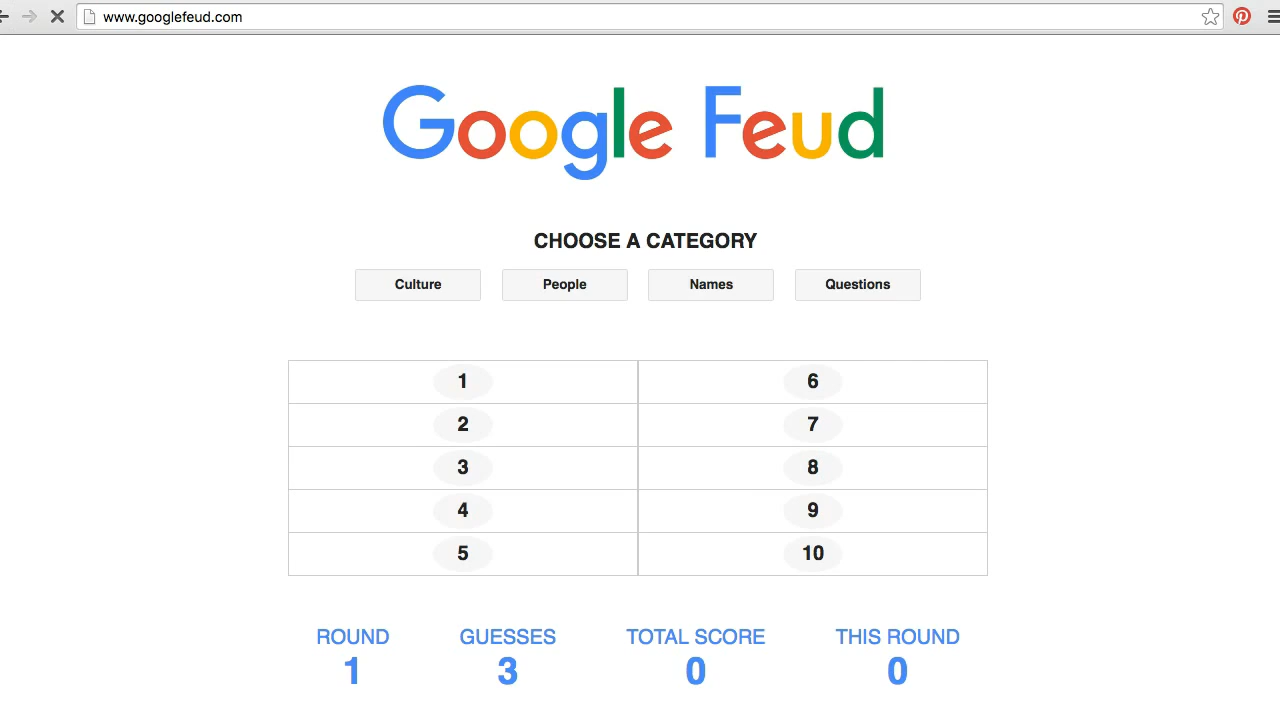 www.googlefeud.com
Google Feud
CHOOSE A CATEGORY
Culture People Names Questions
1 6
2 7
3 8
4 9
5 10
ROUND GUESSES TOTAL SCORE THIS ROUND
1 3 0 0